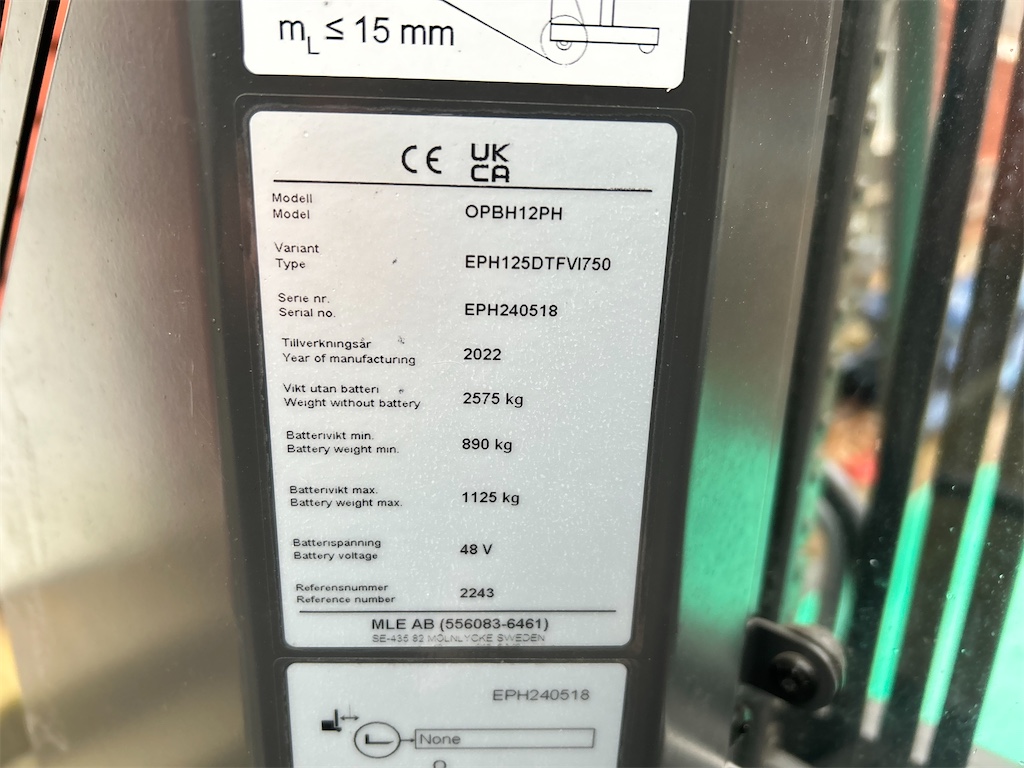 mL ≤ 15 mm
CE UK
CA
Modell
Model OPBH12PH
Variant
Type EPH125DTFVI750
Serie nr.
Serial no. EPH240518
Tillverkningsår
Year of manufacturing 2022
Vikt utan batteri
Weight without battery 2575 kg
Batterivikt min.
Battery weight min. 890 kg
Batterivikt max.
Battery weight max. 1125 kg
Batterispänning
Battery voltage 48 V
Referensnummer
Reference number 2243
MLE AB (556083-6461)
SE-435 82 MÖLNLYCKE SWEDEN
EPH240518
None